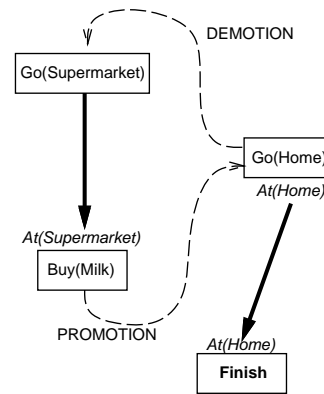 DEMOTION
Go(Supermarket)
Go(Home)
At(Home)
At(Supermarket)
Buy(Milk)
PROMOTION
At(Home)
Finish